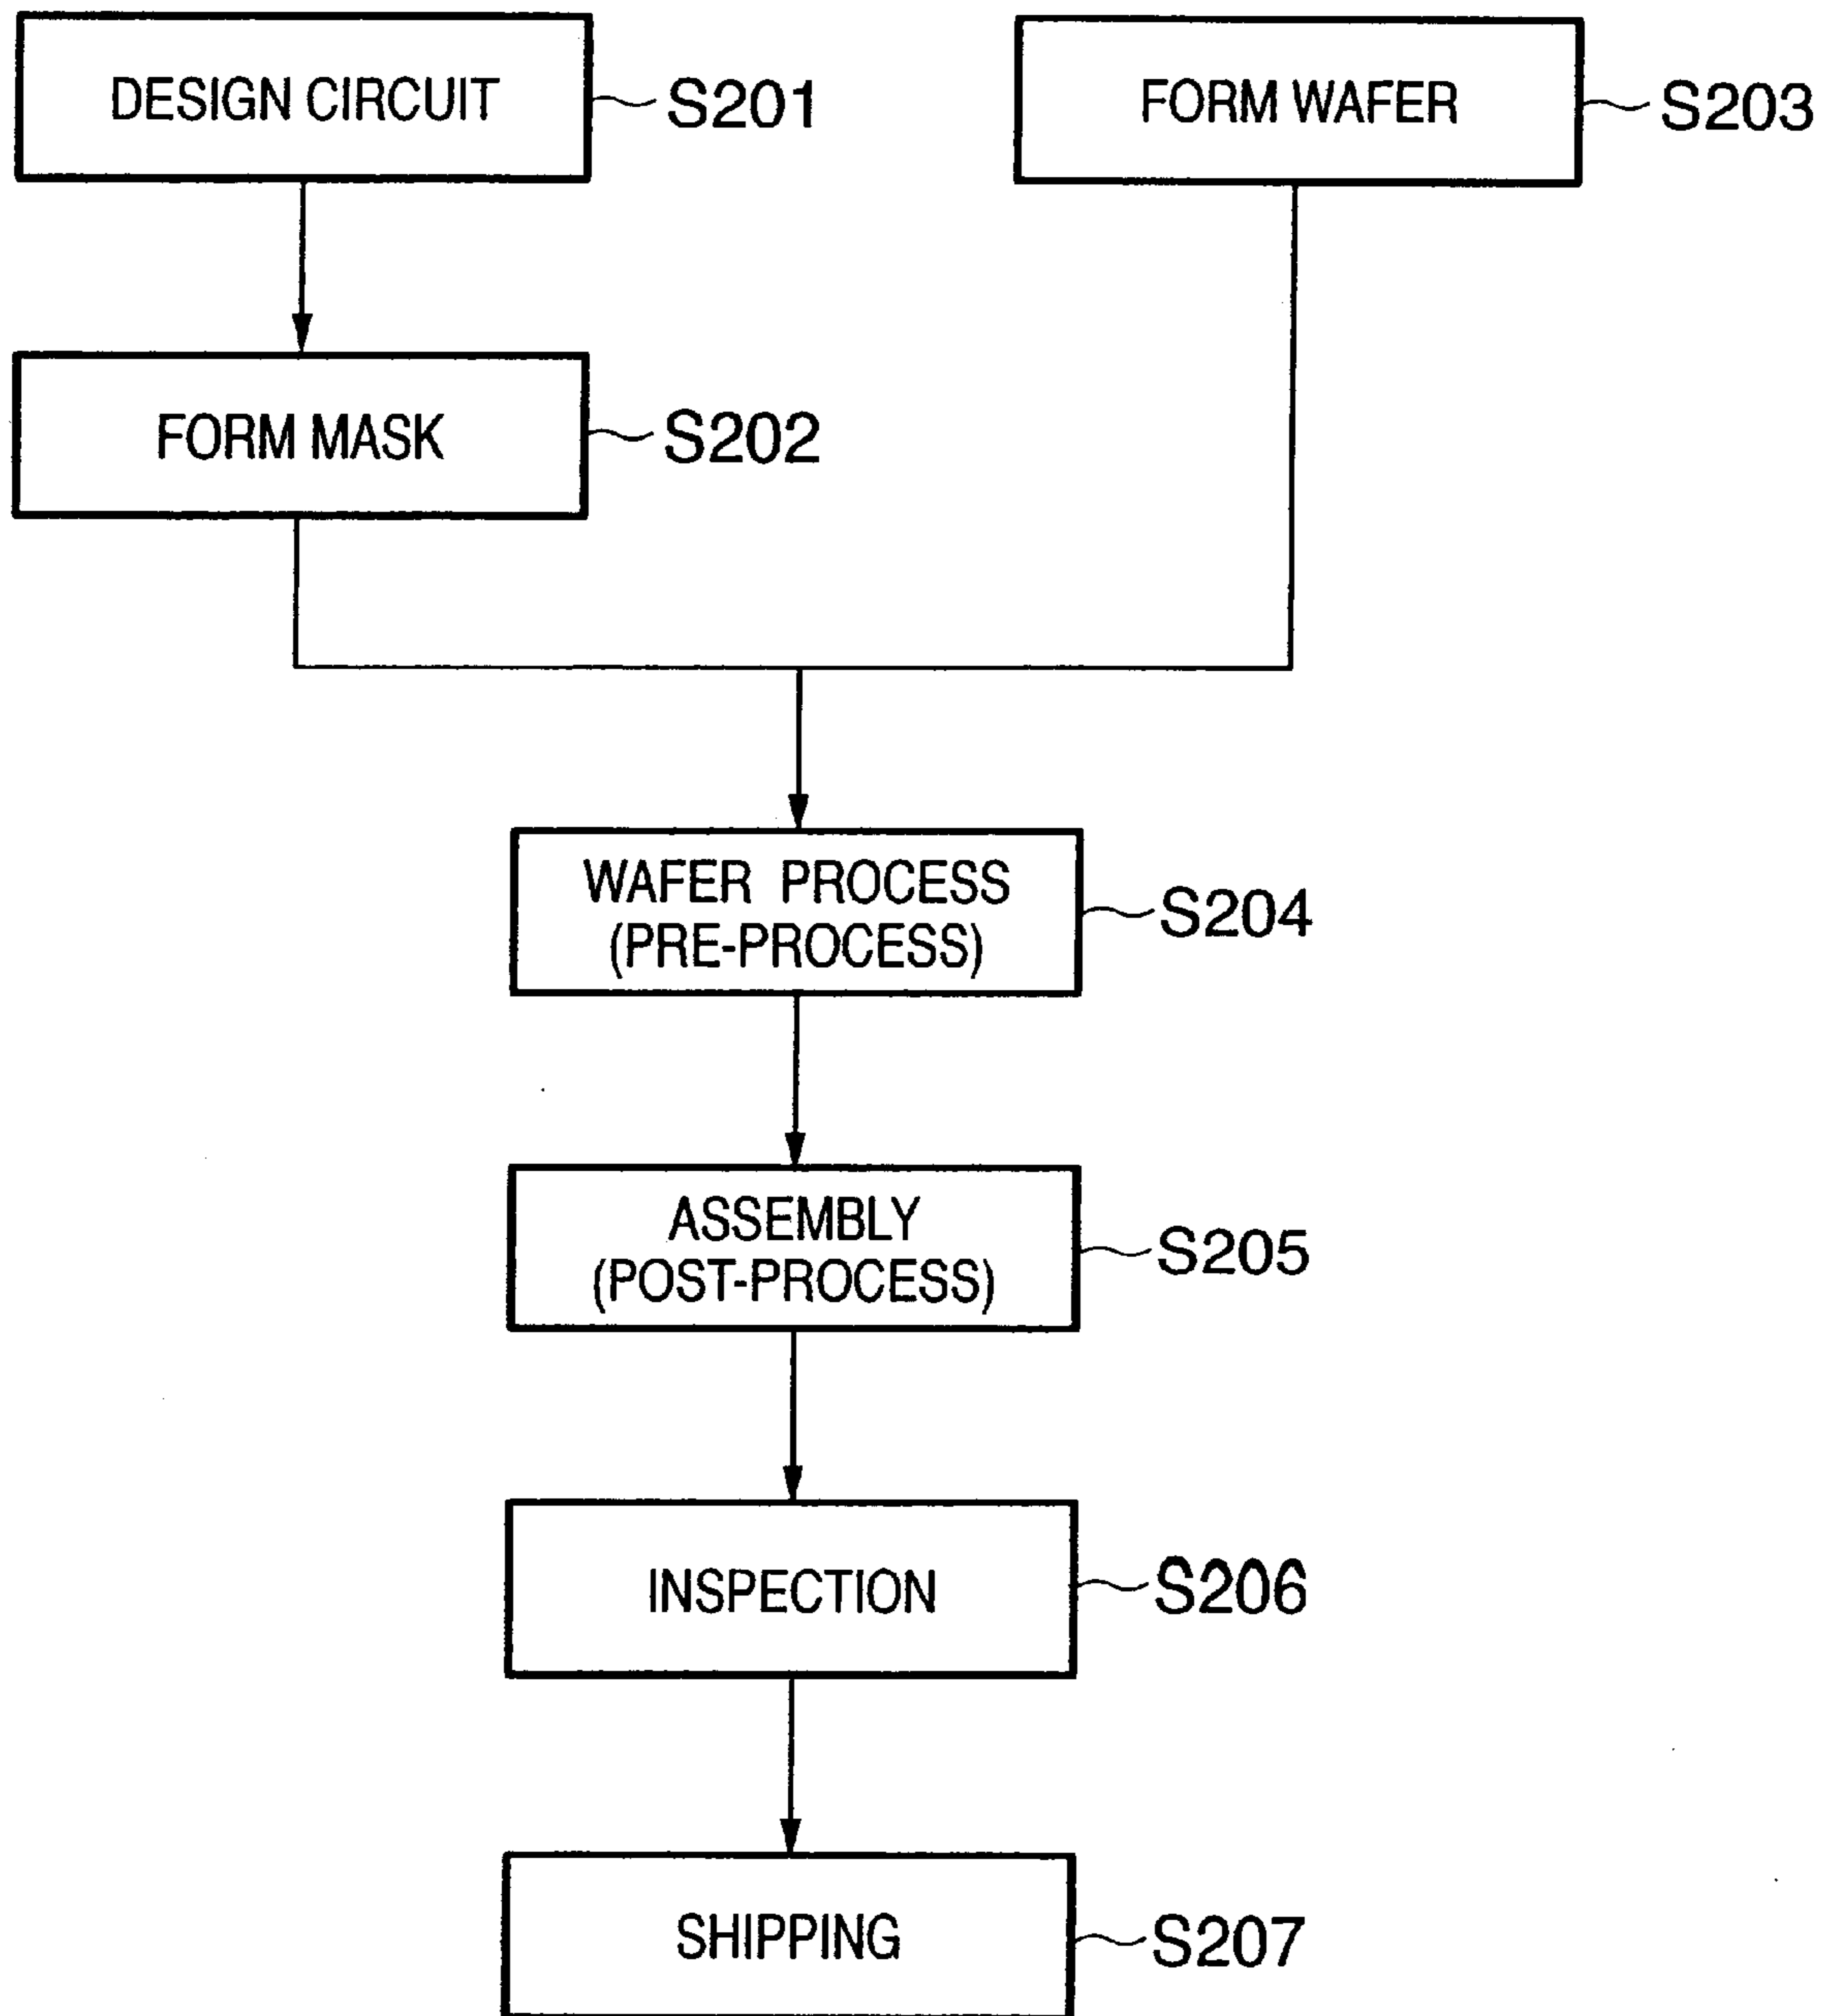 DESIGN CIRCUIT
S201
FORM WAFER
S203
FORM MASK
S202
WAFER PROCESS
(PRE-PROCESS)
S204
ASSEMBLY
(POST-PROCESS)
S205
INSPECTION
S206
SHIPPING
S207